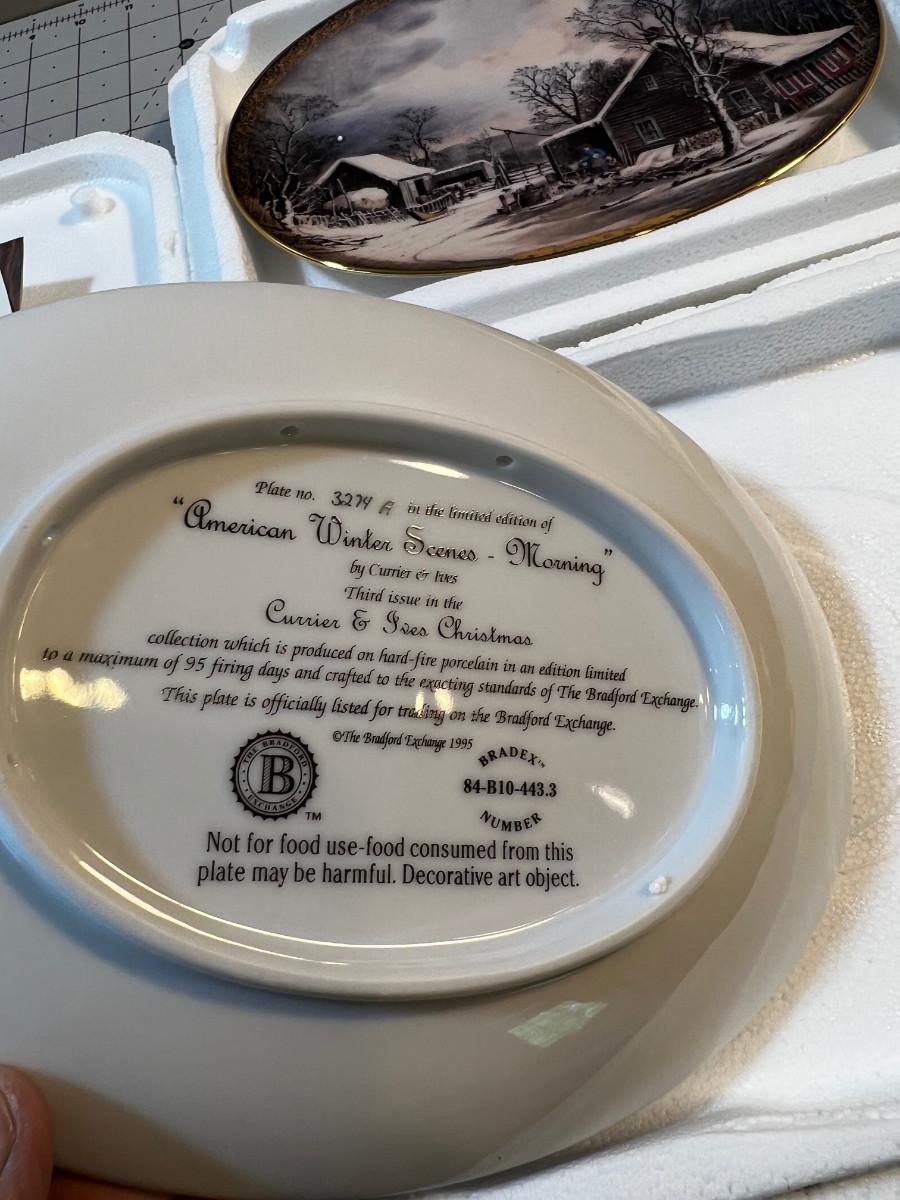 Plate no. 3274 A in the limited edition of
“American Winter Scenes - Morning”
by Currier & Ives
Third issue in the
Currier & Ives Christmas
collection which is produced on hard-fire porcelain in an edition limited
to a maximum of 95 firing days and crafted to the exacting standards of The Bradford Exchange.
This plate is officially listed for trading on the Bradford Exchange.
©The Bradford Exchange 1995
THE BRADFORD
B
EXCHANGE
TM
BRADEX™
84-B10-443.3
NUMBER
Not for food use-food consumed from this
plate may be harmful. Decorative art object.